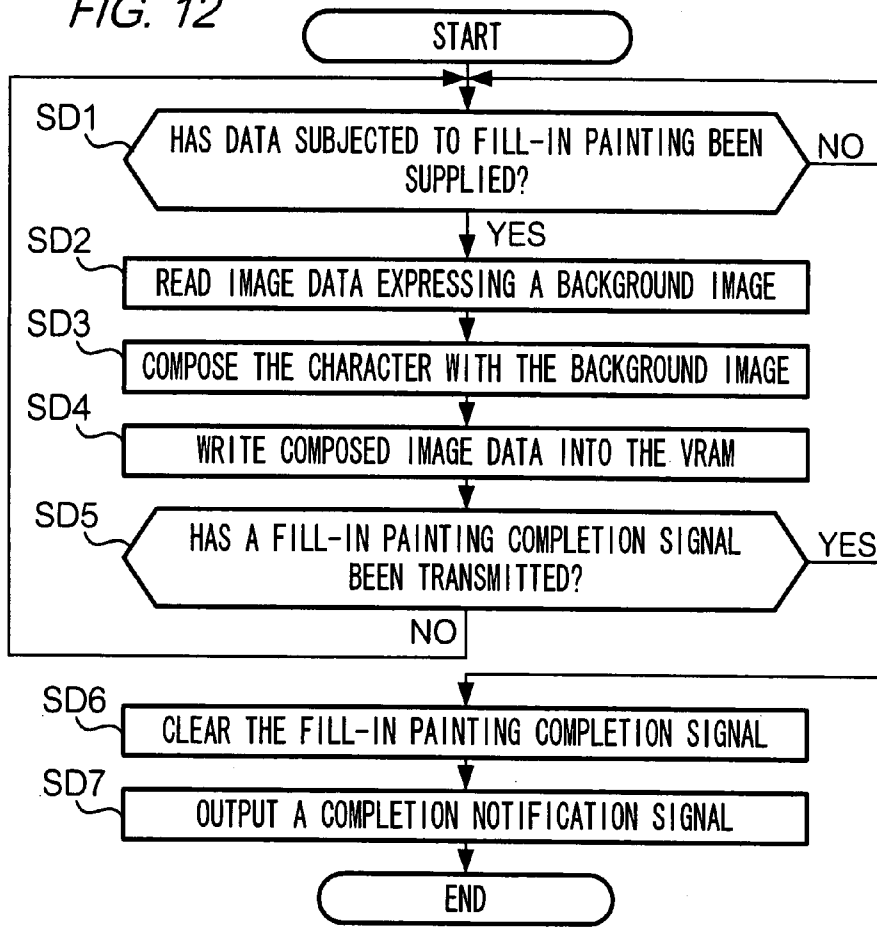 FIG. 12
START
SD1
HAS DATA SUBJECTED TO FILL-IN PAINTING BEEN
SUPPLIED?
NO
YES
SD2
READ IMAGE DATA EXPRESSING A BACKGROUND IMAGE
SD3
COMPOSE THE CHARACTER WITH THE BACKGROUND IMAGE
SD4
WRITE COMPOSED IMAGE DATA INTO THE VRAM
SD5
HAS A FILL-IN PAINTING COMPLETION SIGNAL
BEEN TRANSMITTED?
YES
NO
SD6
CLEAR THE FILL-IN PAINTING COMPLETION SIGNAL
SD7
OUTPUT A COMPLETION NOTIFICATION SIGNAL
END